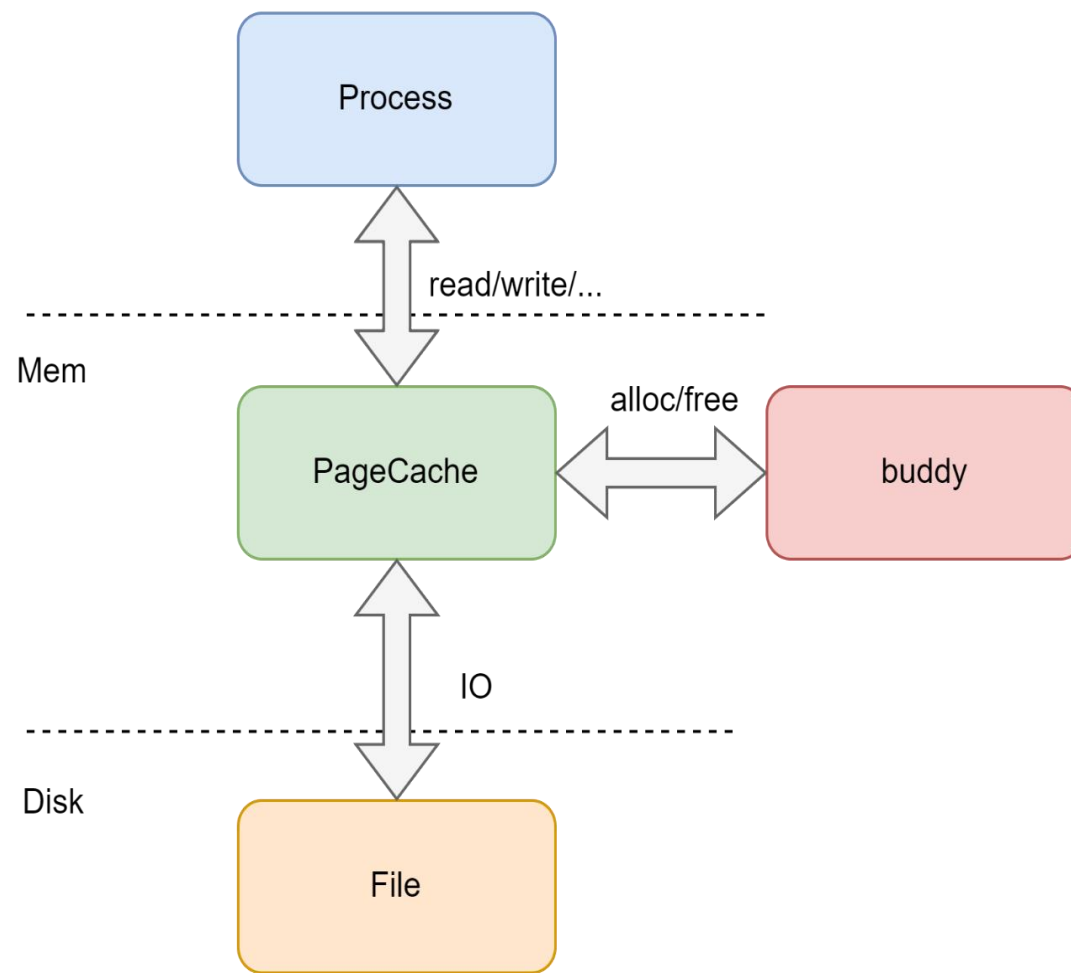 Process
read/write/...
Mem
alloc/free
PageCache
buddy
IO
Disk
File